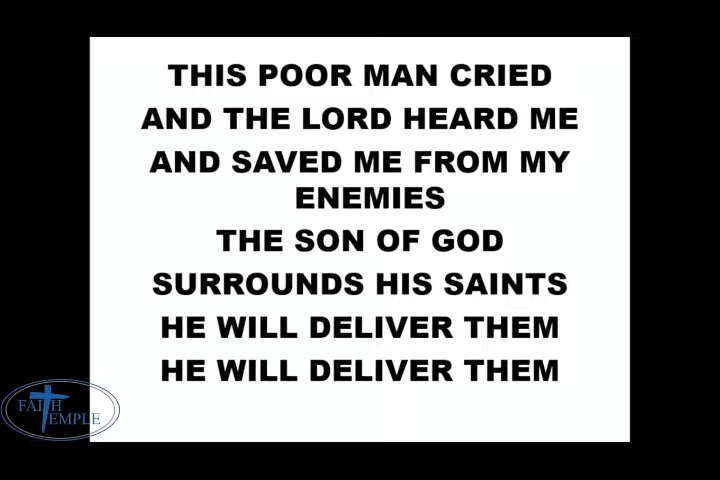 THIS POOR MAN CRIED
AND THE LORD HEARD ME
AND SAVED ME FROM MY
ENEMIES
THE SON OF GOD
SURROUNDS HIS SAINTS
HE WILL DELIVER THEM
HE WILL DELIVER THEM
FAITH
TEMPLE